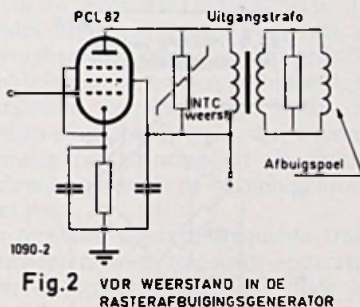 PCL 82
Uitgangstrafo
NTC
weerst.
Afbuigspoel
1090-2
Fig.2 VDR WEERSTAND IN DE
RASTERAFBUIGINGSGENERATOR